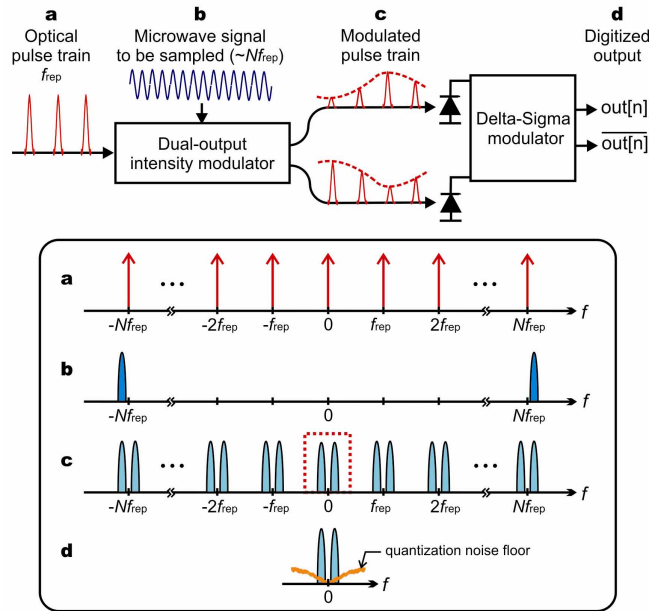 a
Optical
pulse train
frep
b
Microwave signal
to be sampled (~Nfrep)
c
Modulated
pulse train
d
Digitized
output
Dual-output
intensity modulator
Delta-Sigma
modulator
out[n]
out[n]
a
-Nfrep ••• -2frep -frep 0 frep 2frep ••• Nfrep f
b
-Nfrep 0 Nfrep f
c
-Nfrep ••• -2frep -frep 0 frep 2frep ••• Nfrep f
d
quantization noise floor
0 f